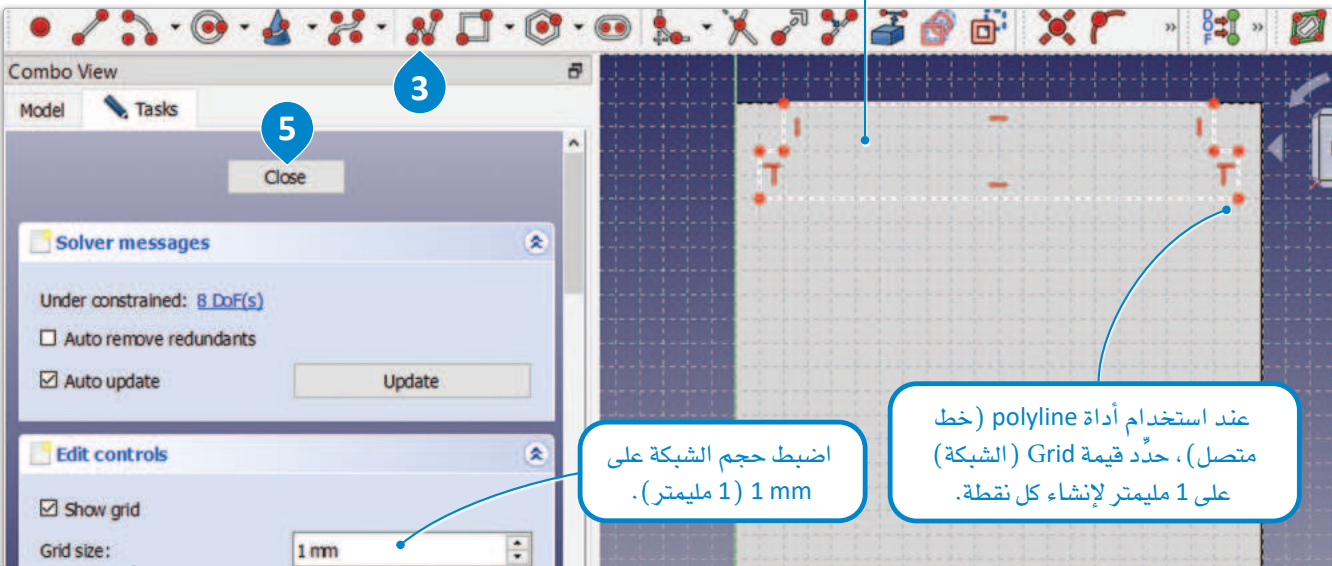 DOF
Combo View
3
Model
Tasks
5
Close
Solver messages
Under constrained: 8 DoF(s)
Auto remove redundants
Auto update
Update
Edit controls
Show grid
Grid size:
1 mm
اضبط حجم الشبكة على
1 mm (1 مليمتر).
عند استخدام أداة polyline (خط
متصل)، حدِّد قيمة Grid (الشبكة)
على 1 مليمتر لإنشاء كل نقطة.